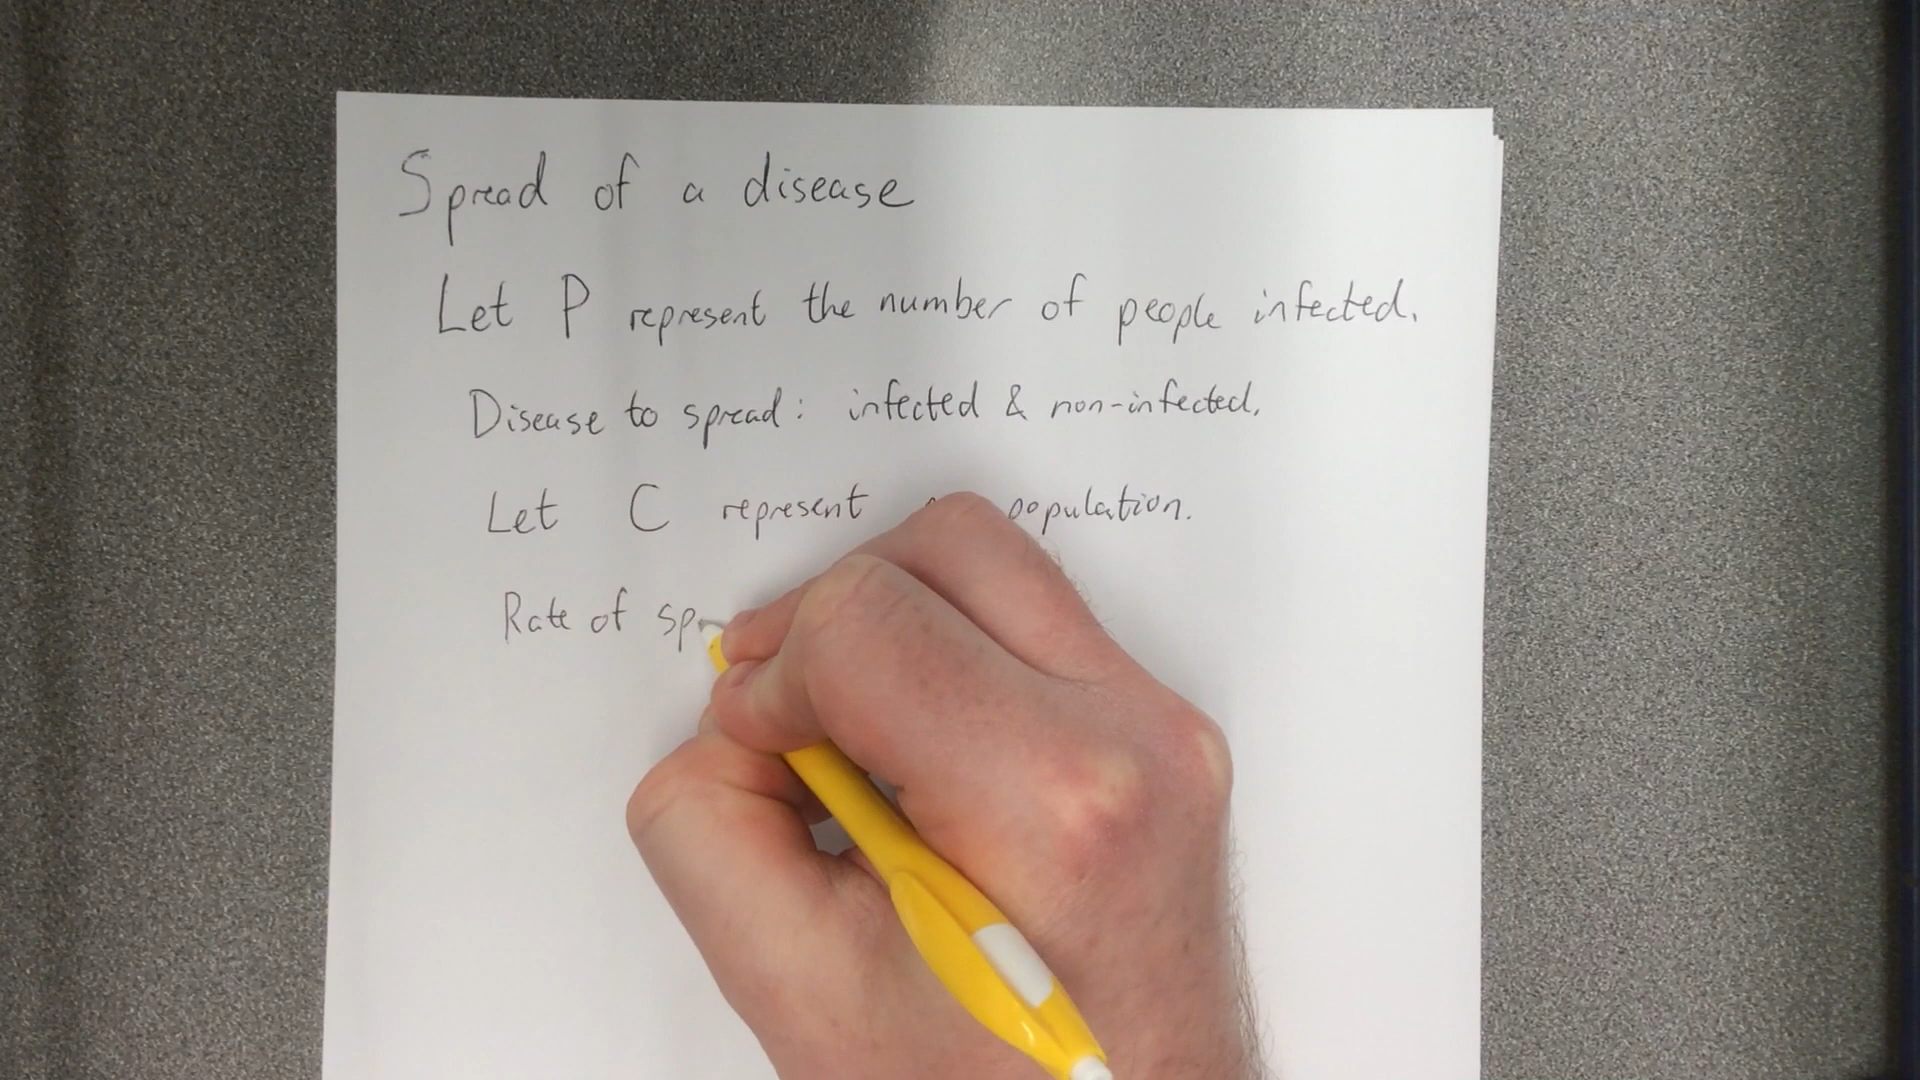 Spread of a disease
Let P represent the number of people infected.
Disease to spread: infected & non-infected.
Let C represent population.
Rate of sp